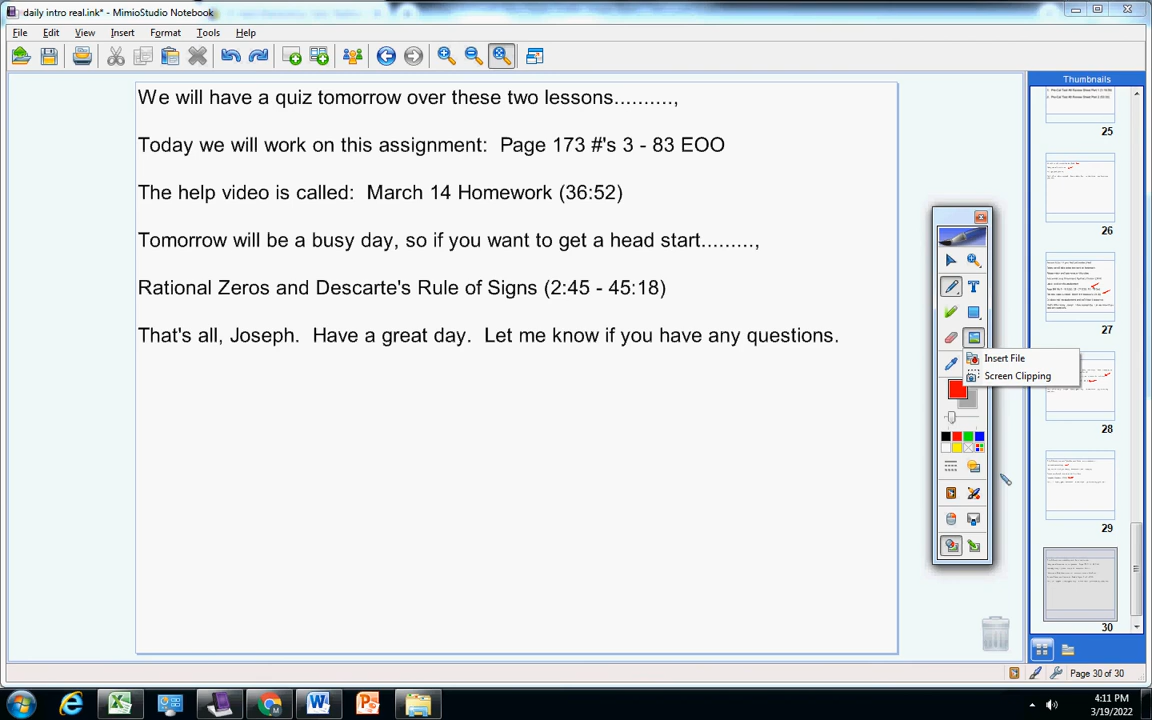 daily intro real.ink* - MimioStudio Notebook
File Edit View Insert Format Tools Help
We will have a quiz tomorrow over these two lessons..........,
Today we will work on this assignment:  Page 173 #'s 3 - 83 EOO
The help video is called:  March 14 Homework (36:52)
Tomorrow will be a busy day, so if you want to get a head start.........,
Rational Zeros and Descarte's Rule of Signs (2:45 - 45:18)
That's all, Joseph.  Have a great day.  Let me know if you have any questions.
Insert File
Screen Clipping
Thumbnails
25
26
27
28
29
30
Page 30 of 30
4:11 PM
3/19/2022